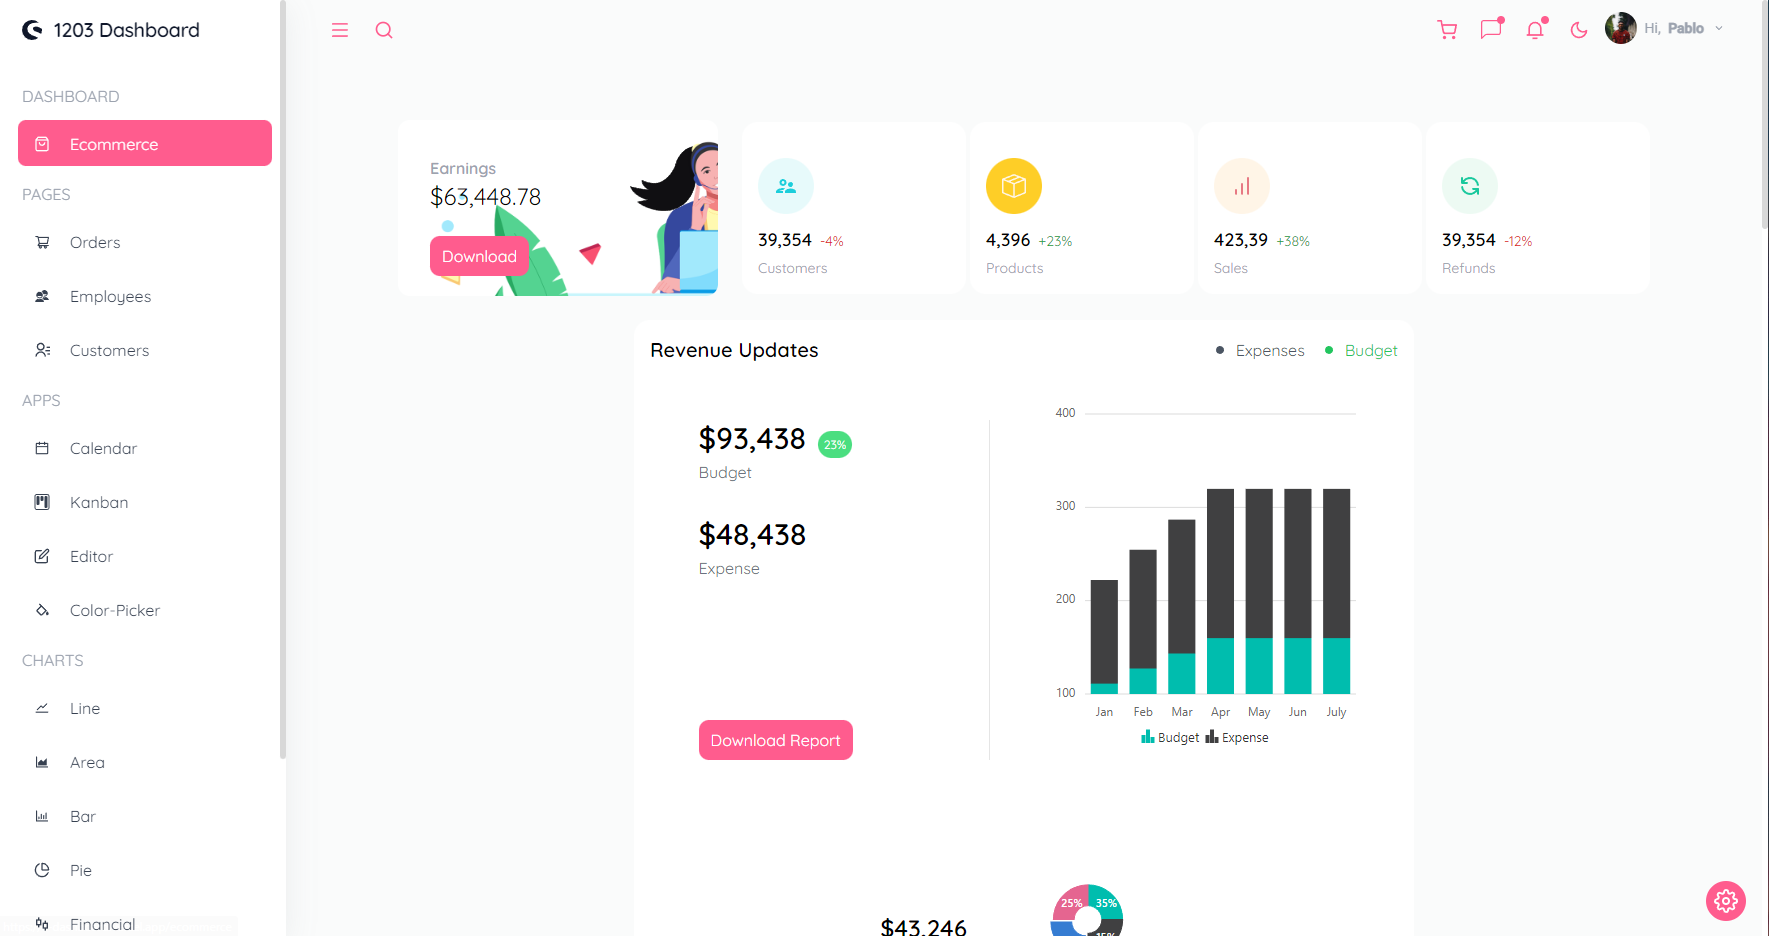 1203 Dashboard
DASHBOARD
Ecommerce
PAGES
Orders
Employees
Customers
APPS
Calendar
Kanban
Editor
Color-Picker
CHARTS
Line
Area
Bar
Pie
Financial
Hi, Pablo
Earnings
$63,448.78
Download
39,354 -4%
Customers
4,396 +23%
Products
423,39 +38%
Sales
39,354 -12%
Refunds
Revenue Updates
Expenses
Budget
$93,438 23%
Budget
$48,438
Expense
Download Report
400
300
200
100
Jan Feb Mar Apr May Jun July
Budget Expense
$43,246
25% 35%
15%